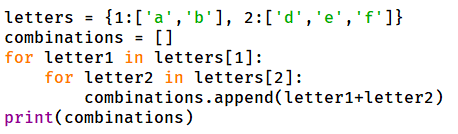 letters = {1:['a','b'], 2:['d','e','f']}
combinations = []
for letter1 in letters[1]:
    for letter2 in letters[2]:
        combinations.append(letter1+letter2)
print(combinations)